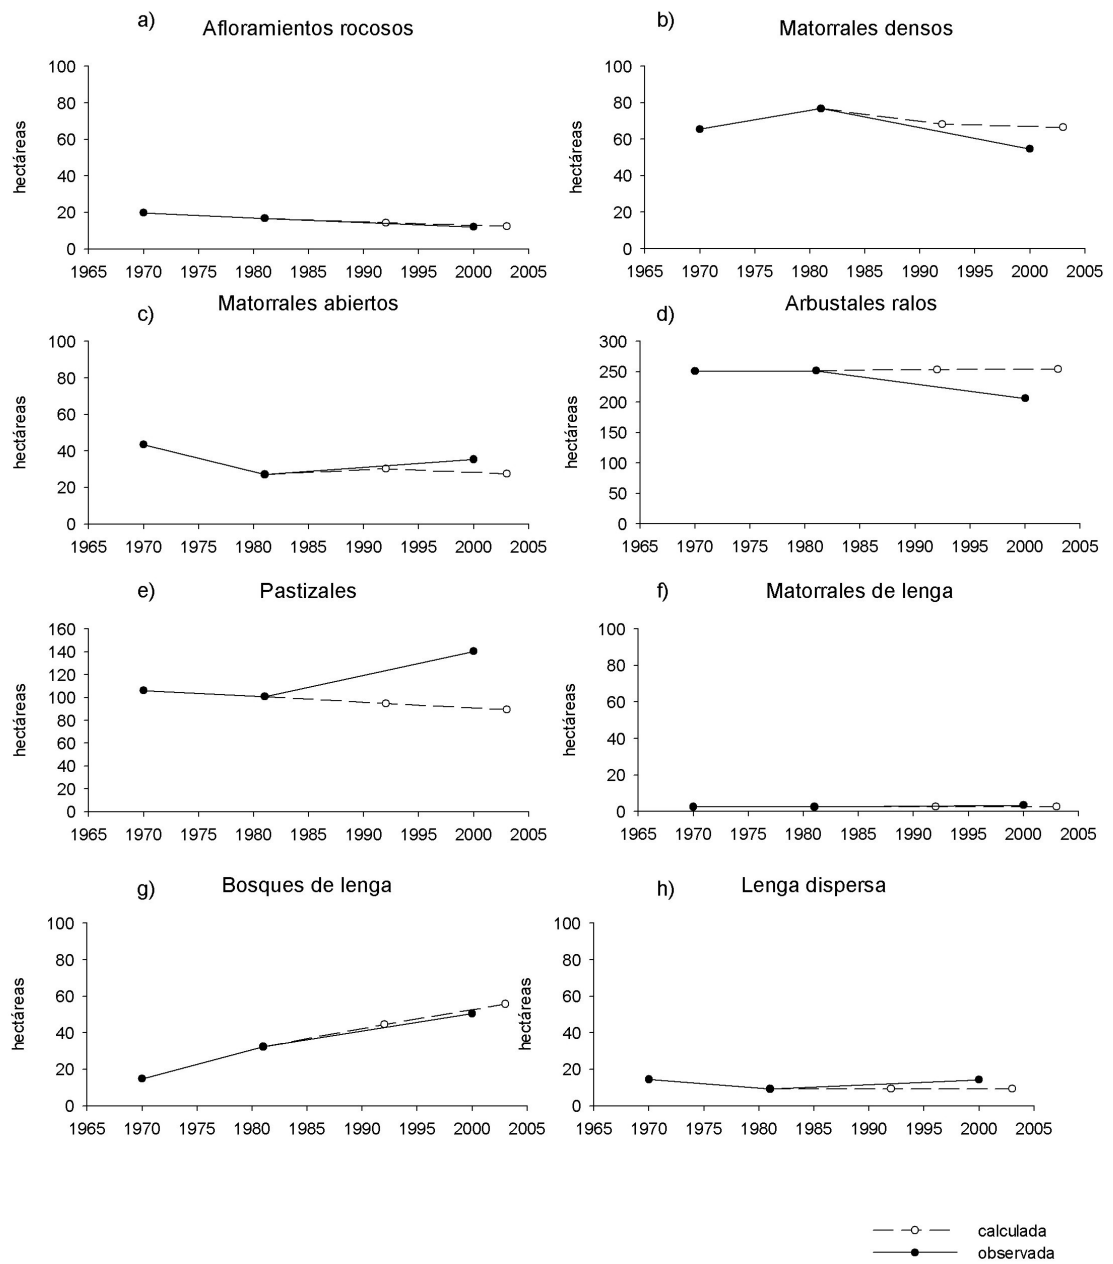 a)
Afloramientos rocosos
hectáreas
100
80
60
40
20
0
1965 1970 1975 1980 1985 1990 1995 2000 2005
b)
Matorrales densos
hectáreas
100
80
60
40
20
0
1965 1970 1975 1980 1985 1990 1995 2000 2005
c)
Matorrales abiertos
hectáreas
100
80
60
40
20
0
1965 1970 1975 1980 1985 1990 1995 2000 2005
d)
Arbustales ralos
hectáreas
300
250
200
150
100
50
0
1965 1970 1975 1980 1985 1990 1995 2000 2005
e)
Pastizales
hectáreas
160
140
120
100
80
60
40
20
0
1965 1970 1975 1980 1985 1990 1995 2000 2005
f)
Matorrales de lenga
hectáreas
100
80
60
40
20
0
1965 1970 1975 1980 1985 1990 1995 2000 2005
g)
Bosques de lenga
hectáreas
100
80
60
40
20
0
1965 1970 1975 1980 1985 1990 1995 2000 2005
h)
Lenga dispersa
hectáreas
100
80
60
40
20
0
1965 1970 1975 1980 1985 1990 1995 2000 2005
calculada
observada